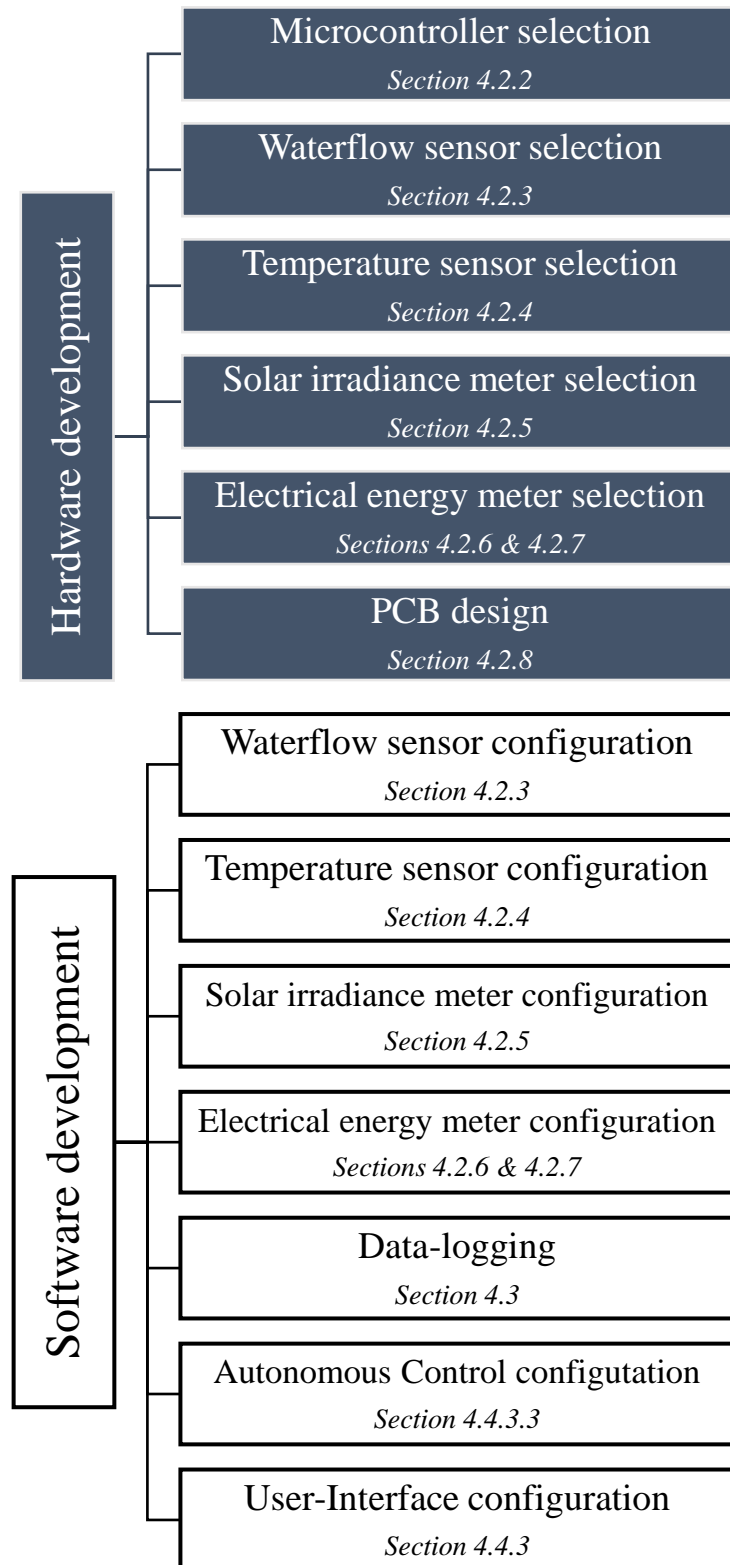 Hardware development
Microcontroller selection
Section 4.2.2
Waterflow sensor selection
Section 4.2.3
Temperature sensor selection
Section 4.2.4
Solar irradiance meter selection
Section 4.2.5
Electrical energy meter selection
Sections 4.2.6 & 4.2.7
PCB design
Section 4.2.8
Software development
Waterflow sensor configuration
Section 4.2.3
Temperature sensor configuration
Section 4.2.4
Solar irradiance meter configuration
Section 4.2.5
Electrical energy meter configuration
Sections 4.2.6 & 4.2.7
Data-logging
Section 4.3
Autonomous Control configutation
Section 4.4.3.3
User-Interface configuration
Section 4.4.3